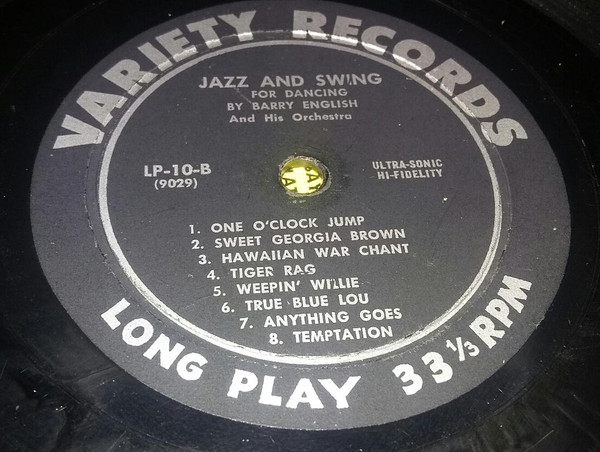 VARIETY RECORDS
JAZZ AND SWING
FOR DANCING
BY BARRY ENGLISH
And His Orchestra
LP-10-B
(9029)
ULTRA-SONIC
HI-FIDELITY
1. ONE O'CLOCK JUMP
2. SWEET GEORGIA BROWN
3. HAWAIIAN WAR CHANT
4. TIGER RAG
5. WEEPIN' WILLIE
6. TRUE BLUE LOU
7. ANYTHING GOES
8. TEMPTATION
LONG PLAY 33 1/3 RPM